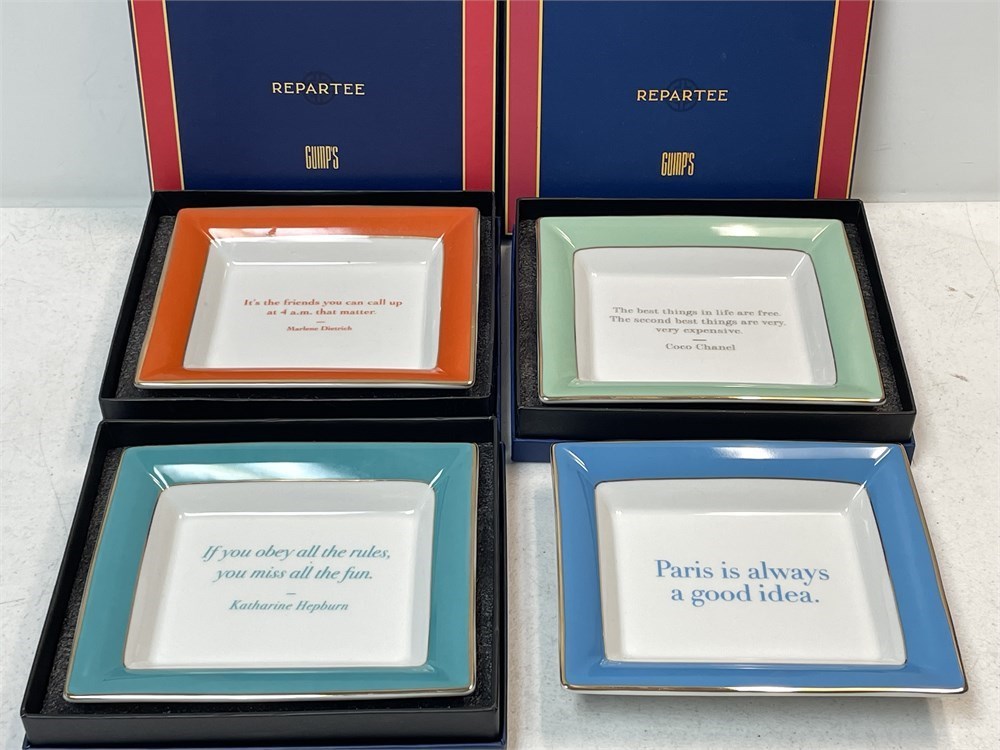 REPARTEE
GUMP'S
REPARTEE
GUMP'S
It's the friends you can call up
at 4 a.m. that matter.
Marlene Dietrich
The best things in life are free.
The second best things are very,
very expensive.
Coco Chanel
If you obey all the rules,
you miss all the fun.
Katharine Hepburn
Paris is always
a good idea.